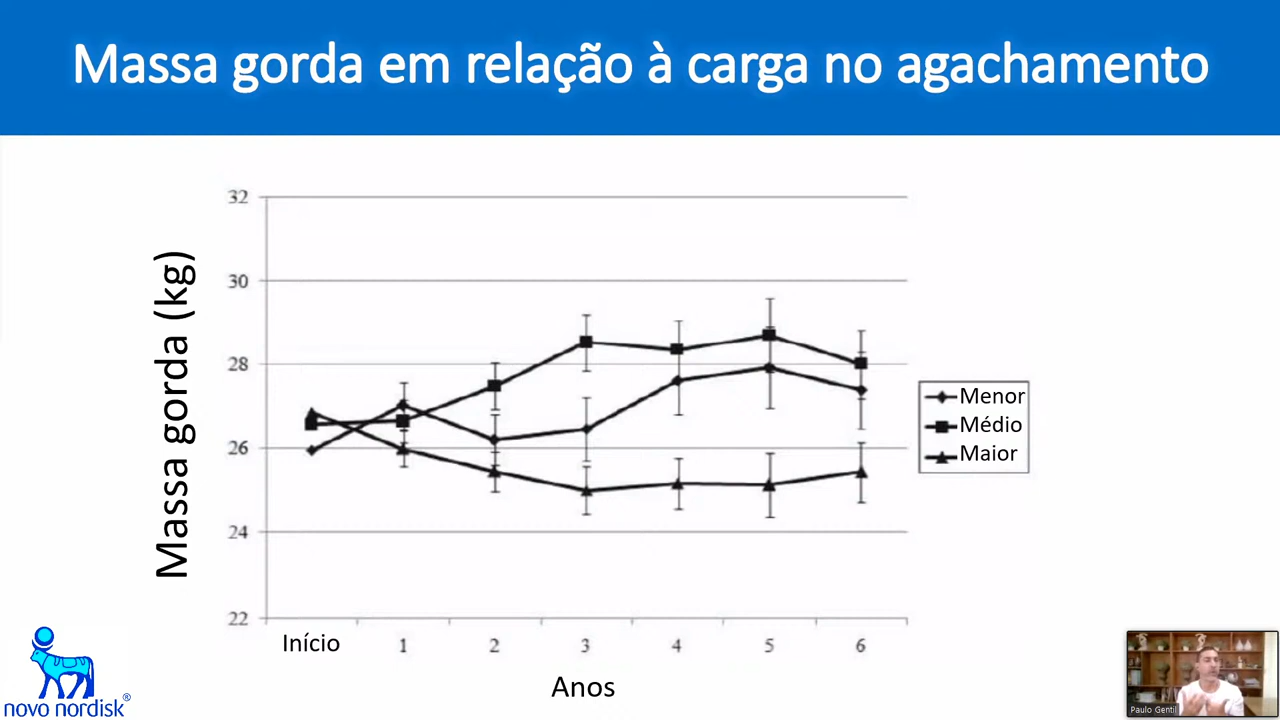 Massa gorda em relação à carga no agachamento
Massa gorda (kg)
32
30
28
26
24
22
Início 1 2 3 4 5 6
Anos
Menor
Médio
Maior
novo nordisk®
Paulo Gentil